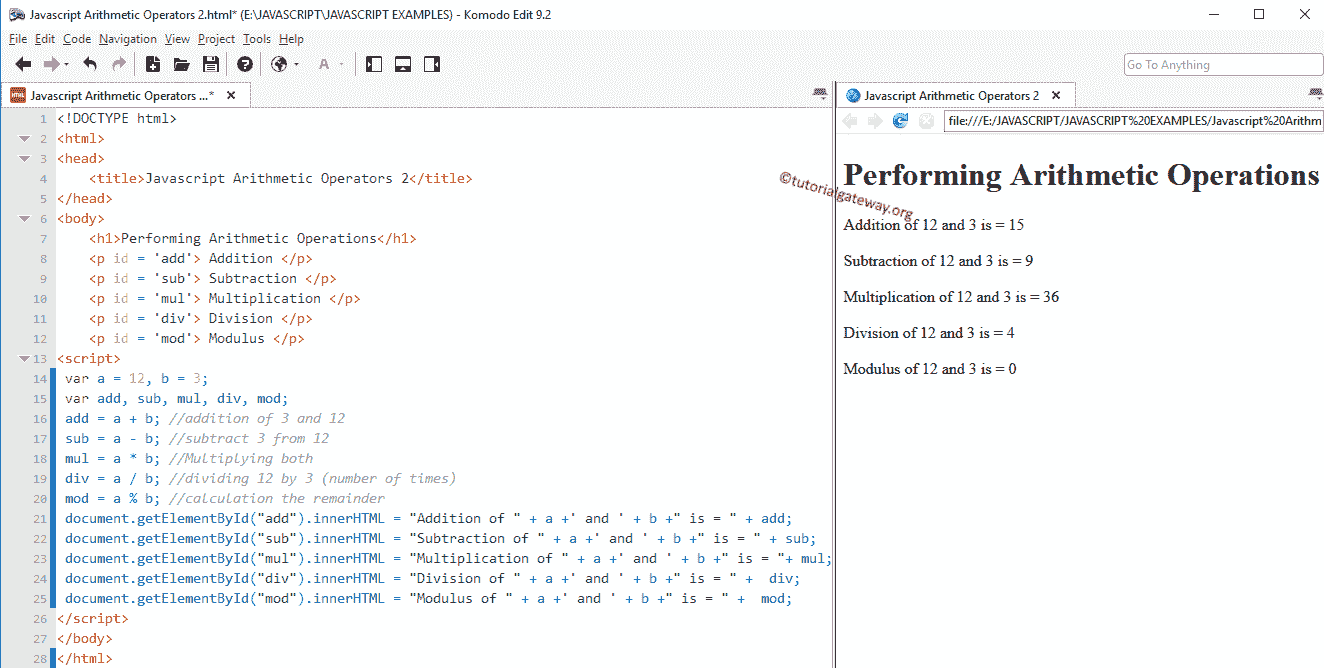 Javascript Arithmetic Operators 2.html* (E:\JAVASCRIPT\JAVASCRIPT EXAMPLES) - Komodo Edit 9.2
File Edit Code Navigation View Project Tools Help
A
Go To Anything
HTML Javascript Arithmetic Operators ...*
1 <!DOCTYPE html>
2 <html>
3 <head>
4 <title>Javascript Arithmetic Operators 2</title>
5 </head>
6 <body>
7 <h1>Performing Arithmetic Operations</h1>
8 <p id = 'add'> Addition </p>
9 <p id = 'sub'> Subtraction </p>
10 <p id = 'mul'> Multiplication </p>
11 <p id = 'div'> Division </p>
12 <p id = 'mod'> Modulus </p>
13 <script>
14 var a = 12, b = 3;
15 var add, sub, mul, div, mod;
16 add = a + b; //addition of 3 and 12
17 sub = a - b; //subtract 3 from 12
18 mul = a * b; //Multiplying both
19 div = a / b; //dividing 12 by 3 (number of times)
20 mod = a % b; //calculation the remainder
21 document.getElementById("add").innerHTML = "Addition of " + a +' and ' + b +" is = " + add;
22 document.getElementById("sub").innerHTML = "Subtraction of " + a +' and ' + b +" is = " + sub;
23 document.getElementById("mul").innerHTML = "Multiplication of " + a +' and ' + b +" is = "+ mul;
24 document.getElementById("div").innerHTML = "Division of " + a +' and ' + b +" is = " +  div;
25 document.getElementById("mod").innerHTML = "Modulus of " + a +' and ' + b +" is = " +  mod;
26 </script>
27 </body>
28 </html>
Javascript Arithmetic Operators 2
file:///E:/JAVASCRIPT/JAVASCRIPT%20EXAMPLES/Javascript%20Arithm
©tutorialgateway.org
Performing Arithmetic Operations
Addition of 12 and 3 is = 15
Subtraction of 12 and 3 is = 9
Multiplication of 12 and 3 is = 36
Division of 12 and 3 is = 4
Modulus of 12 and 3 is = 0